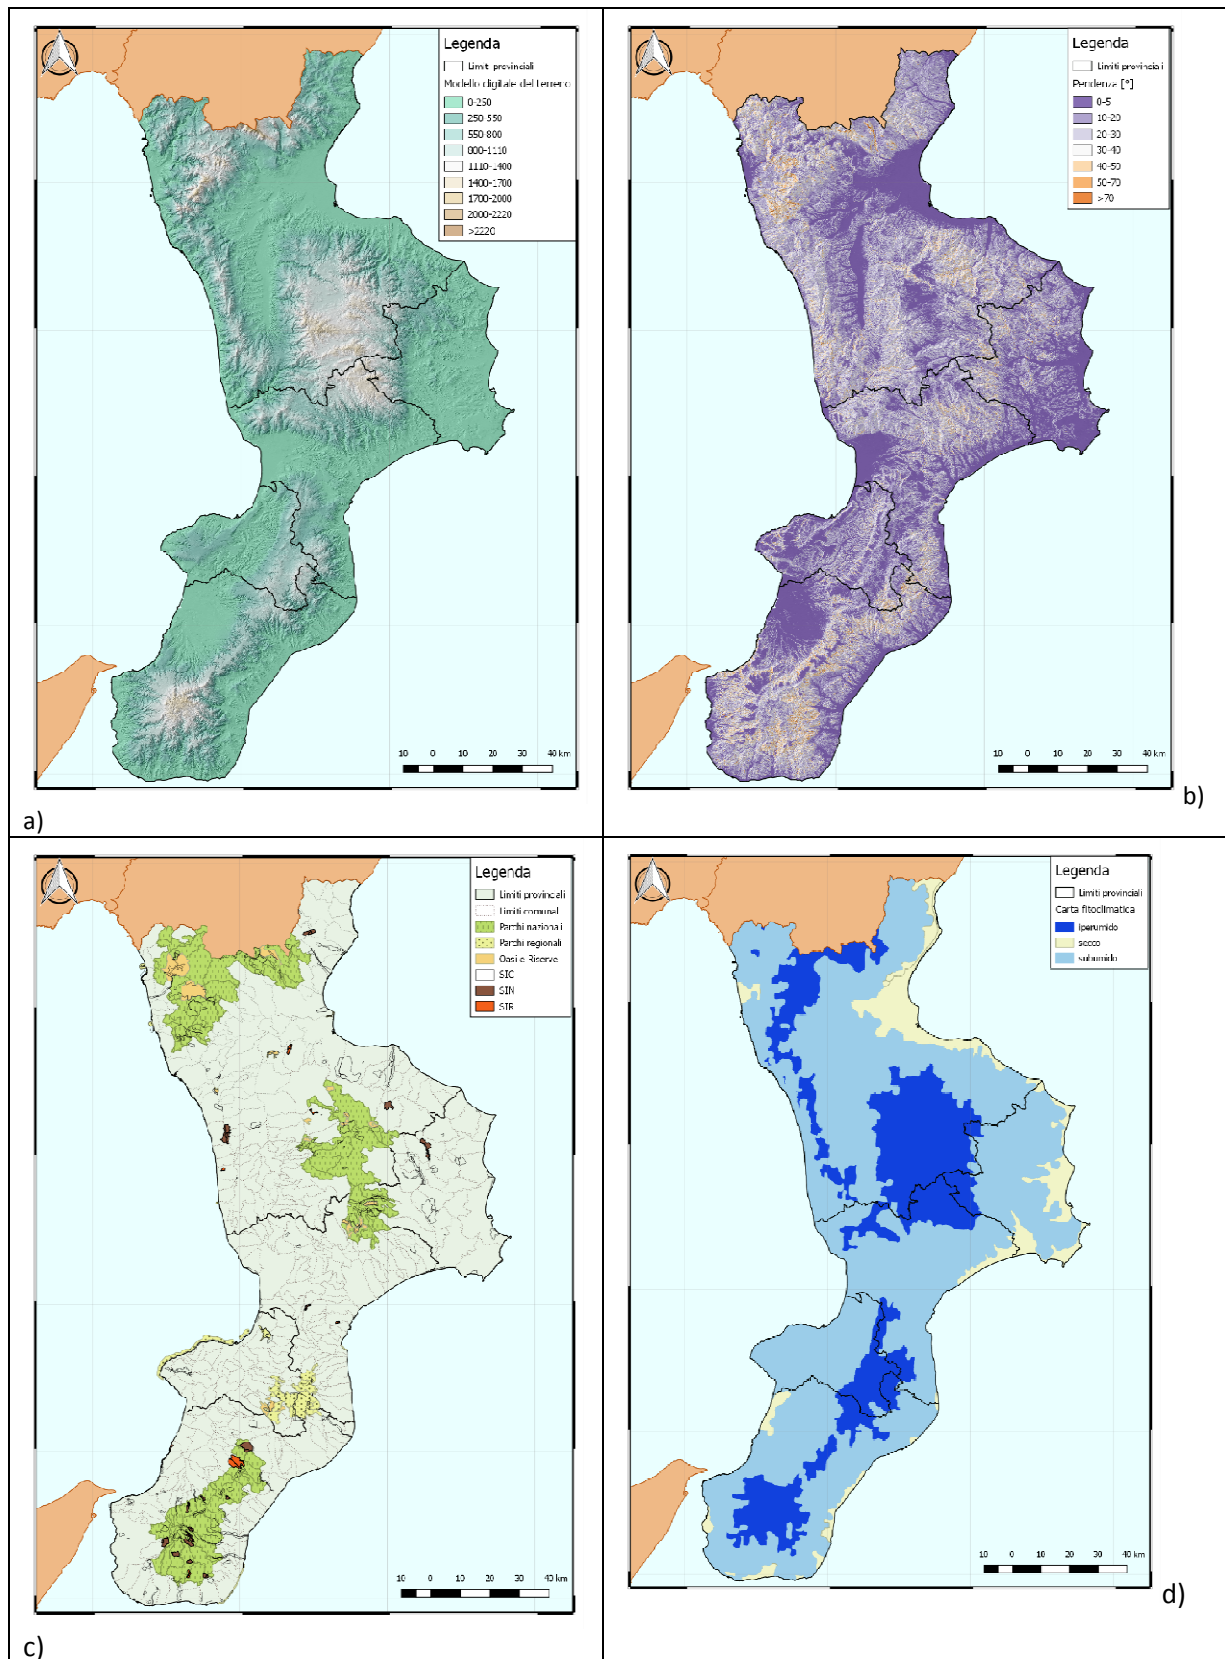 Legenda
Limiti provinciali
Modello digitale del terreno
0-250
250-550
550-800
800-1110
1110-1400
1400-1700
1700-2000
2000-2220
>2220
10 0 10 20 30 40 km
a)
Legenda
Limiti provinciali
Pendenza [°]
0-5
10-20
20-30
30-40
40-50
50-70
>70
10 0 10 20 30 40 km
b)
Legenda
Limiti provinciali
Limiti comunali
Parchi nazionali
Parchi regionali
Oasi e Riserve
SIC
SIN
SIR
10 0 10 20 30 40 km
c)
Legenda
Limiti provinciali
Carta fitoclimatica
iperumido
secco
subumido
10 0 10 20 30 40 km
d)